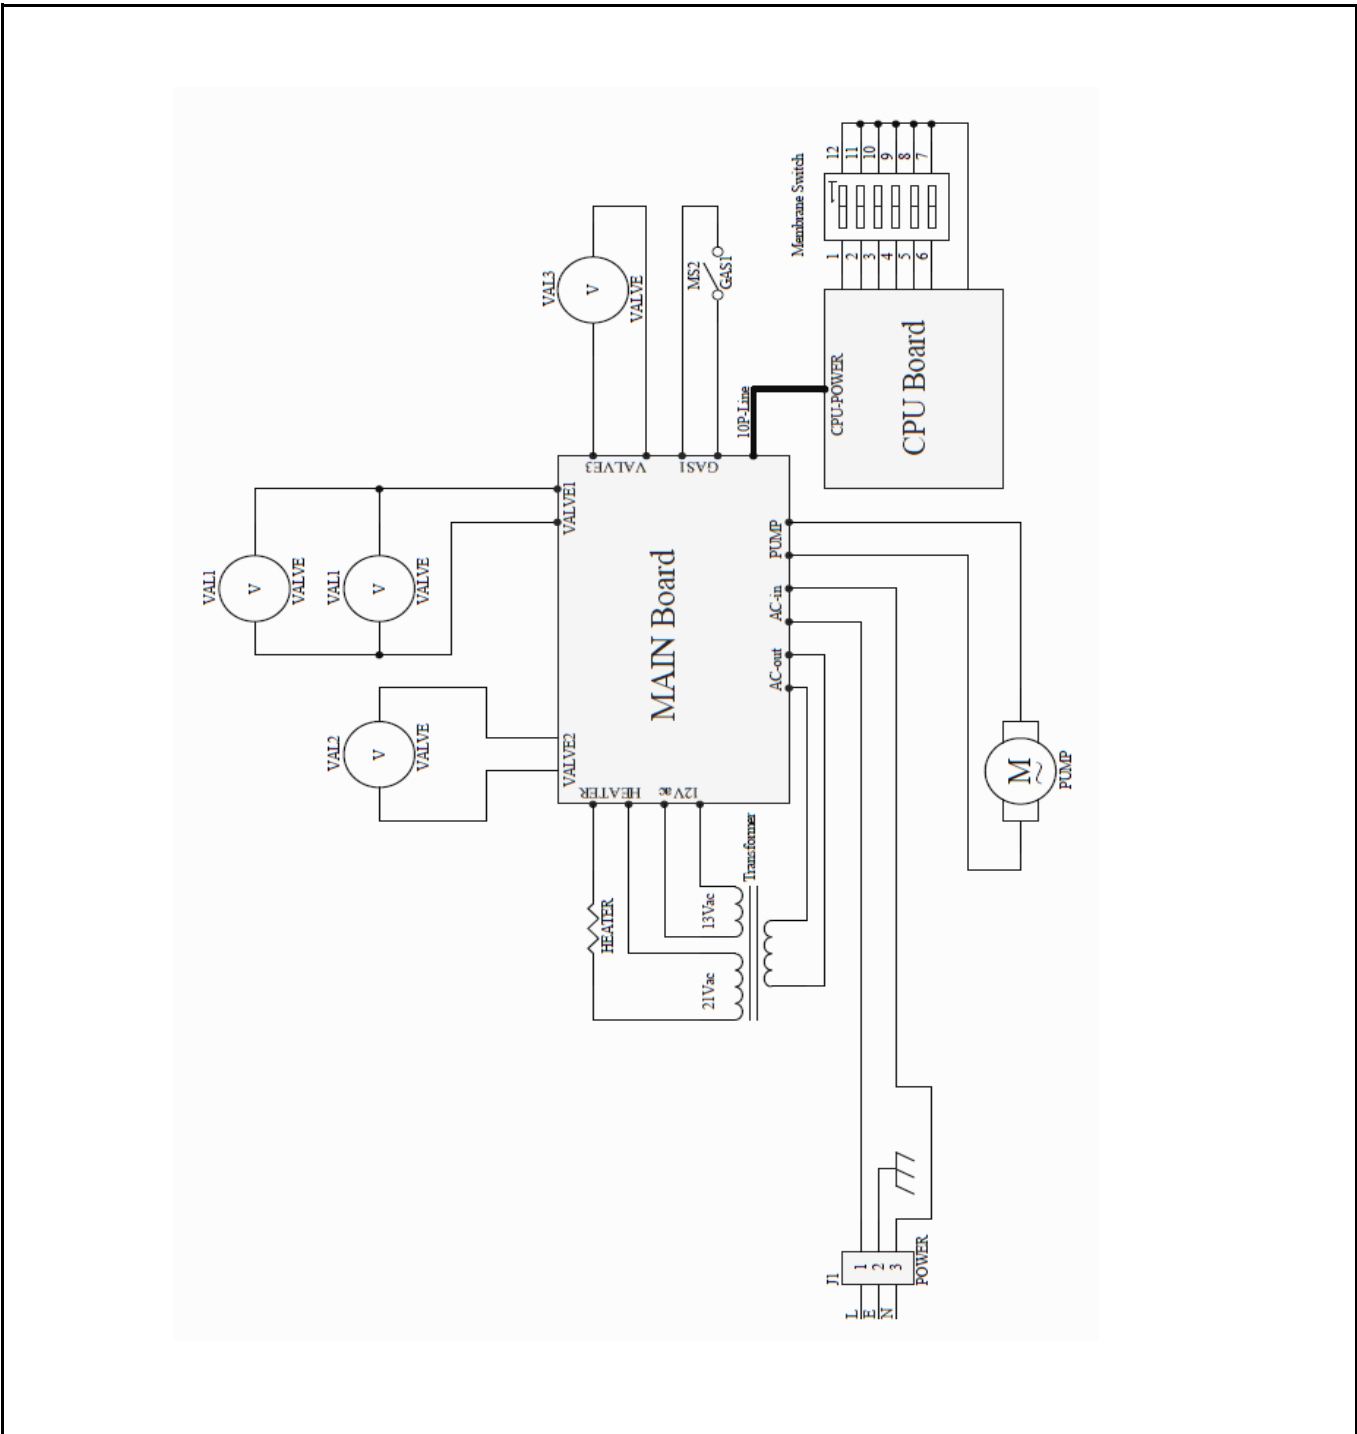 VAL1
VALVE
V
VAL1
VALVE
V
VAL2
VALVE
V
VAL3
VALVE
V
MS2
GAS1
Membrane Switch
12
11
10
9
8
7
1
2
3
4
5
6
CPU-POWER
CPU Board
10P-Line
VALVE3
VALVE
GAS1
VALVE1
VALVE2
MAIN Board
PUMP
AC-in
AC-out
HEATER
HEATER
12Vac
HEATER
Transformer
13Vac
21Vac
M
PUMP
J1
1
2
3
POWER
L
E
N